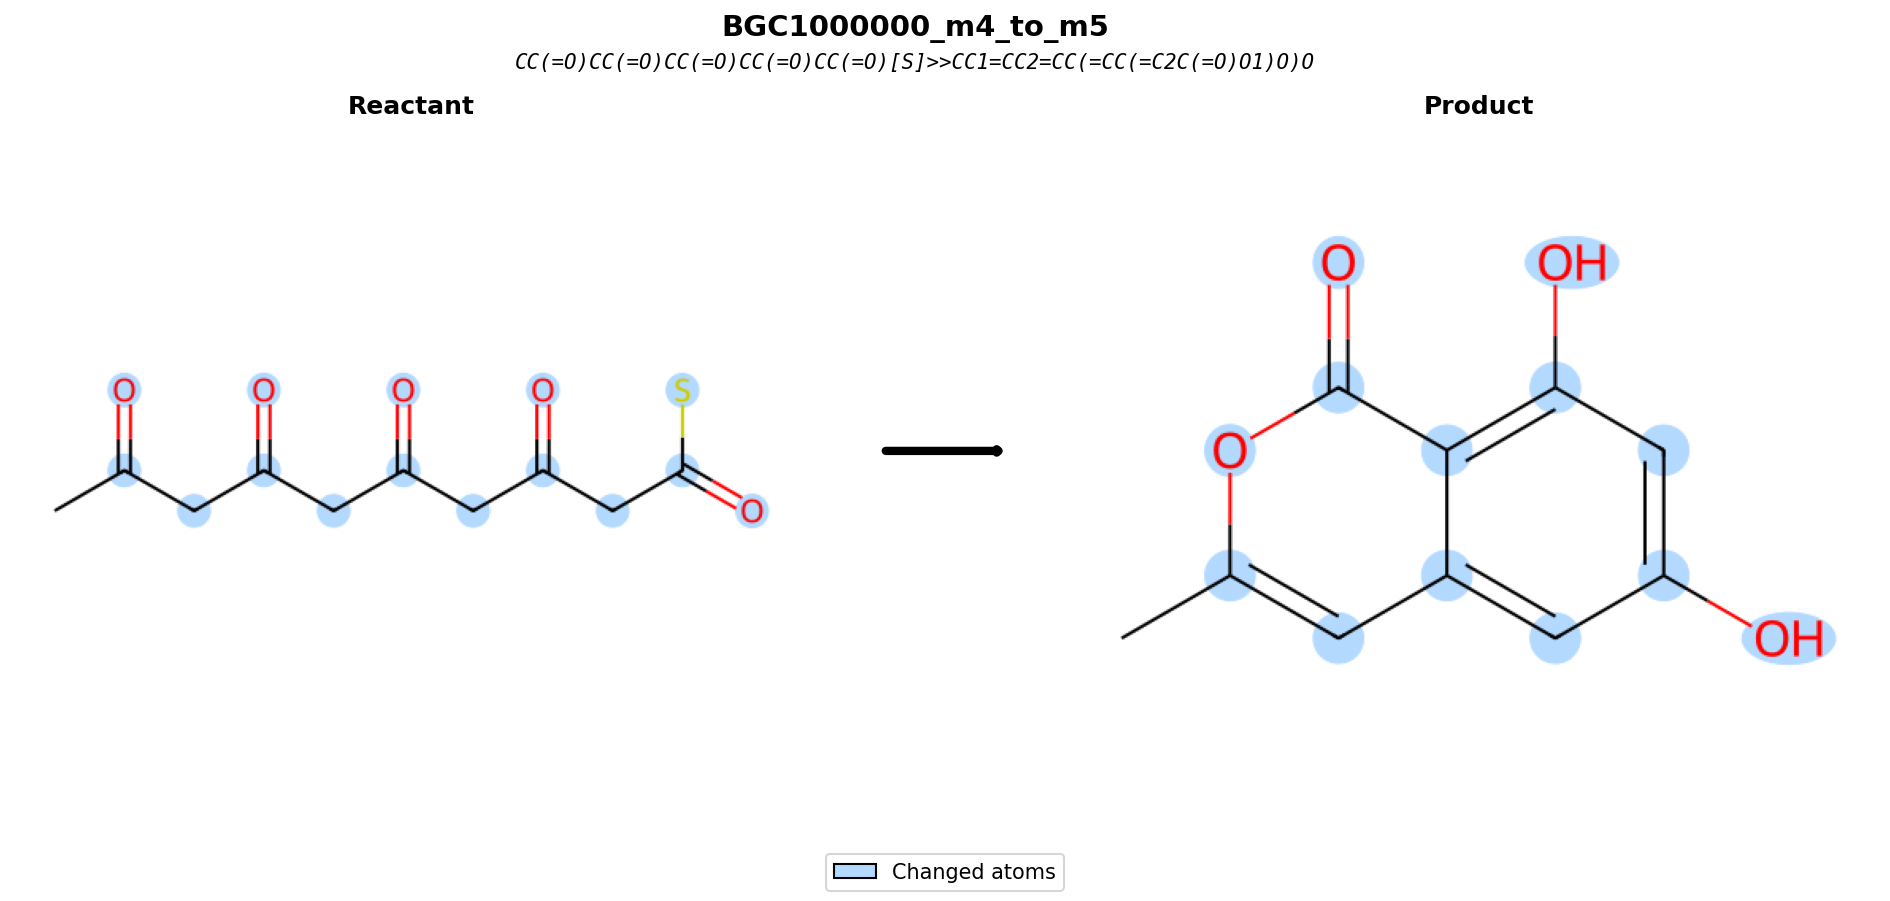 BGC1000000_m4_to_m5
CC(=O)CC(=O)CC(=O)CC(=O)CC(=O)[S]>>CC1=CC2=CC(=CC(=C2C(=O)O1)O)O
Reactant
Product
O O O O S O
O OH O OH
Changed atoms